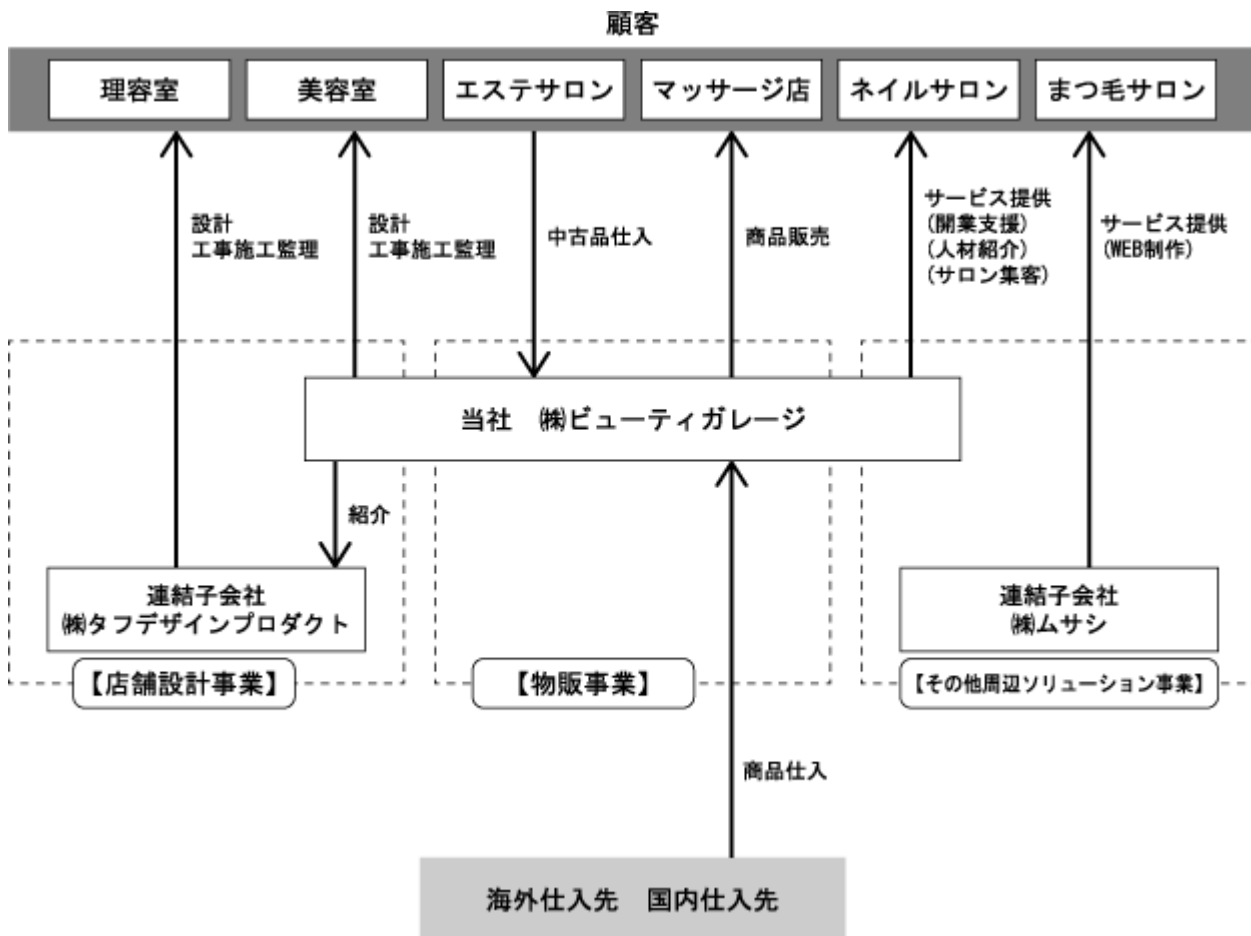 顧客
理容室
美容室
エステサロン
マッサージ店
ネイルサロン
まつ毛サロン
設計
工事施工監理
設計
工事施工監理
中古品仕入
商品販売
サービス提供
(開業支援)
(人材紹介)
(サロン集客)
サービス提供
(WEB制作)
当社　㈱ビューティガレージ
紹介
連結子会社
㈱タフデザインプロダクト
連結子会社
㈱ムサシ
【店舗設計事業】
【物販事業】
【その他周辺ソリューション事業】
商品仕入
海外仕入先　国内仕入先